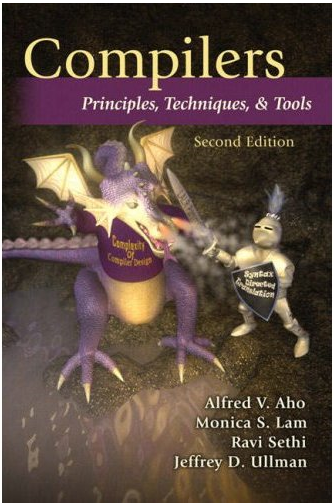 Compilers
Principles, Techniques, & Tools
Second Edition
Complexity
Of
Compiler Design
Syntax
Directed
Translation
Alfred V. Aho
Monica S. Lam
Ravi Sethi
Jeffrey D. Ullman